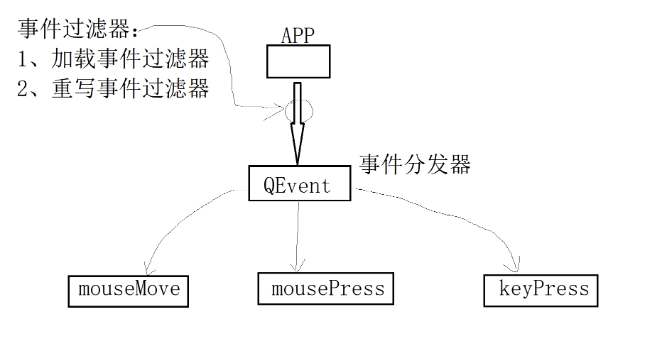 事件过滤器：
1、加载事件过滤器
2、重写事件过滤器
APP
事件分发器
QEvent
mouseMove
mousePress
keyPress